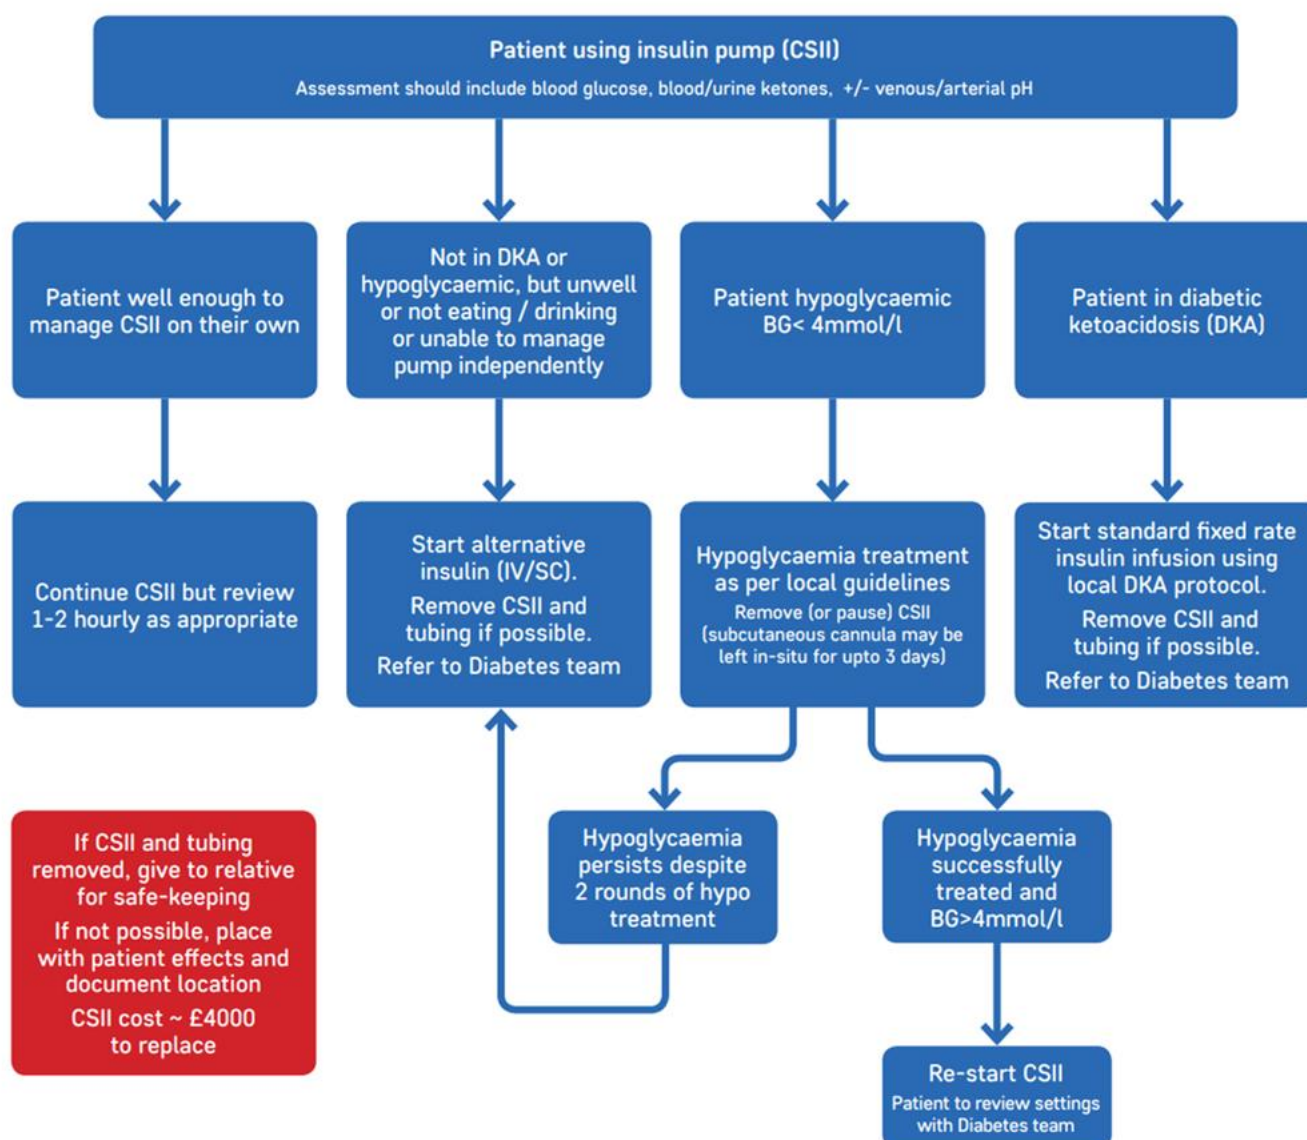 Patient using insulin pump (CSII)
Assessment should include blood glucose, blood/urine ketones, +/- venous/arterial pH
Patient well enough to
manage CSII on their own
Not in DKA or
hypoglycaemic, but unwell
or not eating / drinking
or unable to manage
pump independently
Patient hypoglycaemic
BG< 4mmol/l
Patient in diabetic
ketoacidosis (DKA)
Continue CSII but review
1-2 hourly as appropriate
Start alternative
insulin (IV/SC).
Remove CSII and
tubing if possible.
Refer to Diabetes team
Hypoglycaemia treatment
as per local guidelines
Remove (or pause) CSII
(subcutaneous cannula may be
left in-situ for upto 3 days)
Start standard fixed rate
insulin infusion using
local DKA protocol.
Remove CSII and
tubing if possible.
Refer to Diabetes team
If CSII and tubing
removed, give to relative
for safe-keeping
If not possible, place
with patient effects and
document location
CSII cost ~ £4000
to replace
Hypoglycaemia
persists despite
2 rounds of hypo
treatment
Hypoglycaemia
successfully
treated and
BG>4mmol/l
Re-start CSII
Patient to review settings
with Diabetes team